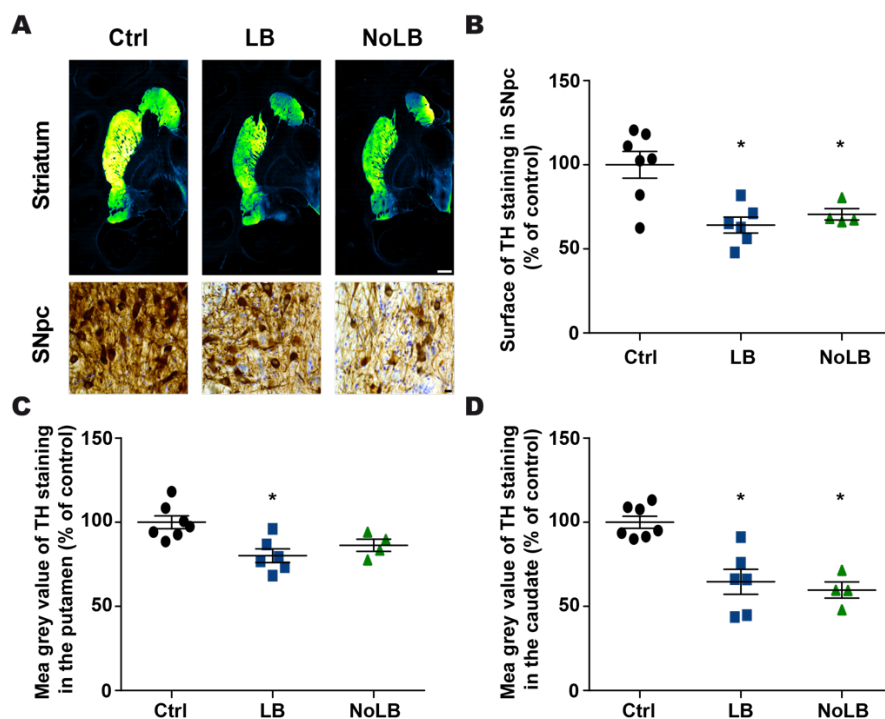 A
Ctrl LB NoLB
Striatum
SNpc
B
Surface of TH staining in SNpc
(% of control)
150
100
50
0
* *
Ctrl LB NoLB
C
Mea grey value of TH staining
in the putamen (% of control)
150
100
50
0
*
Ctrl LB NoLB
D
Mea grey value of TH staining
in the caudate (% of control)
150
100
50
0
* *
Ctrl LB NoLB